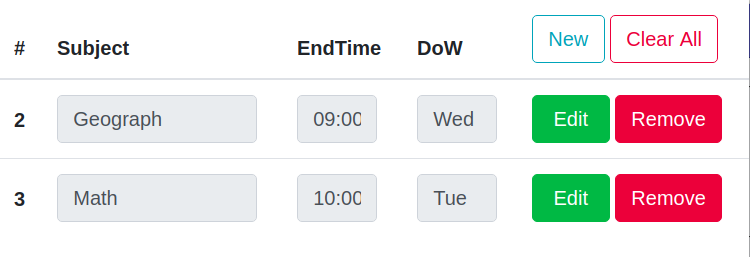 # Subject EndTime DoW New Clear All
2 Geograph 09:00 Wed Edit Remove
3 Math 10:00 Tue Edit Remove